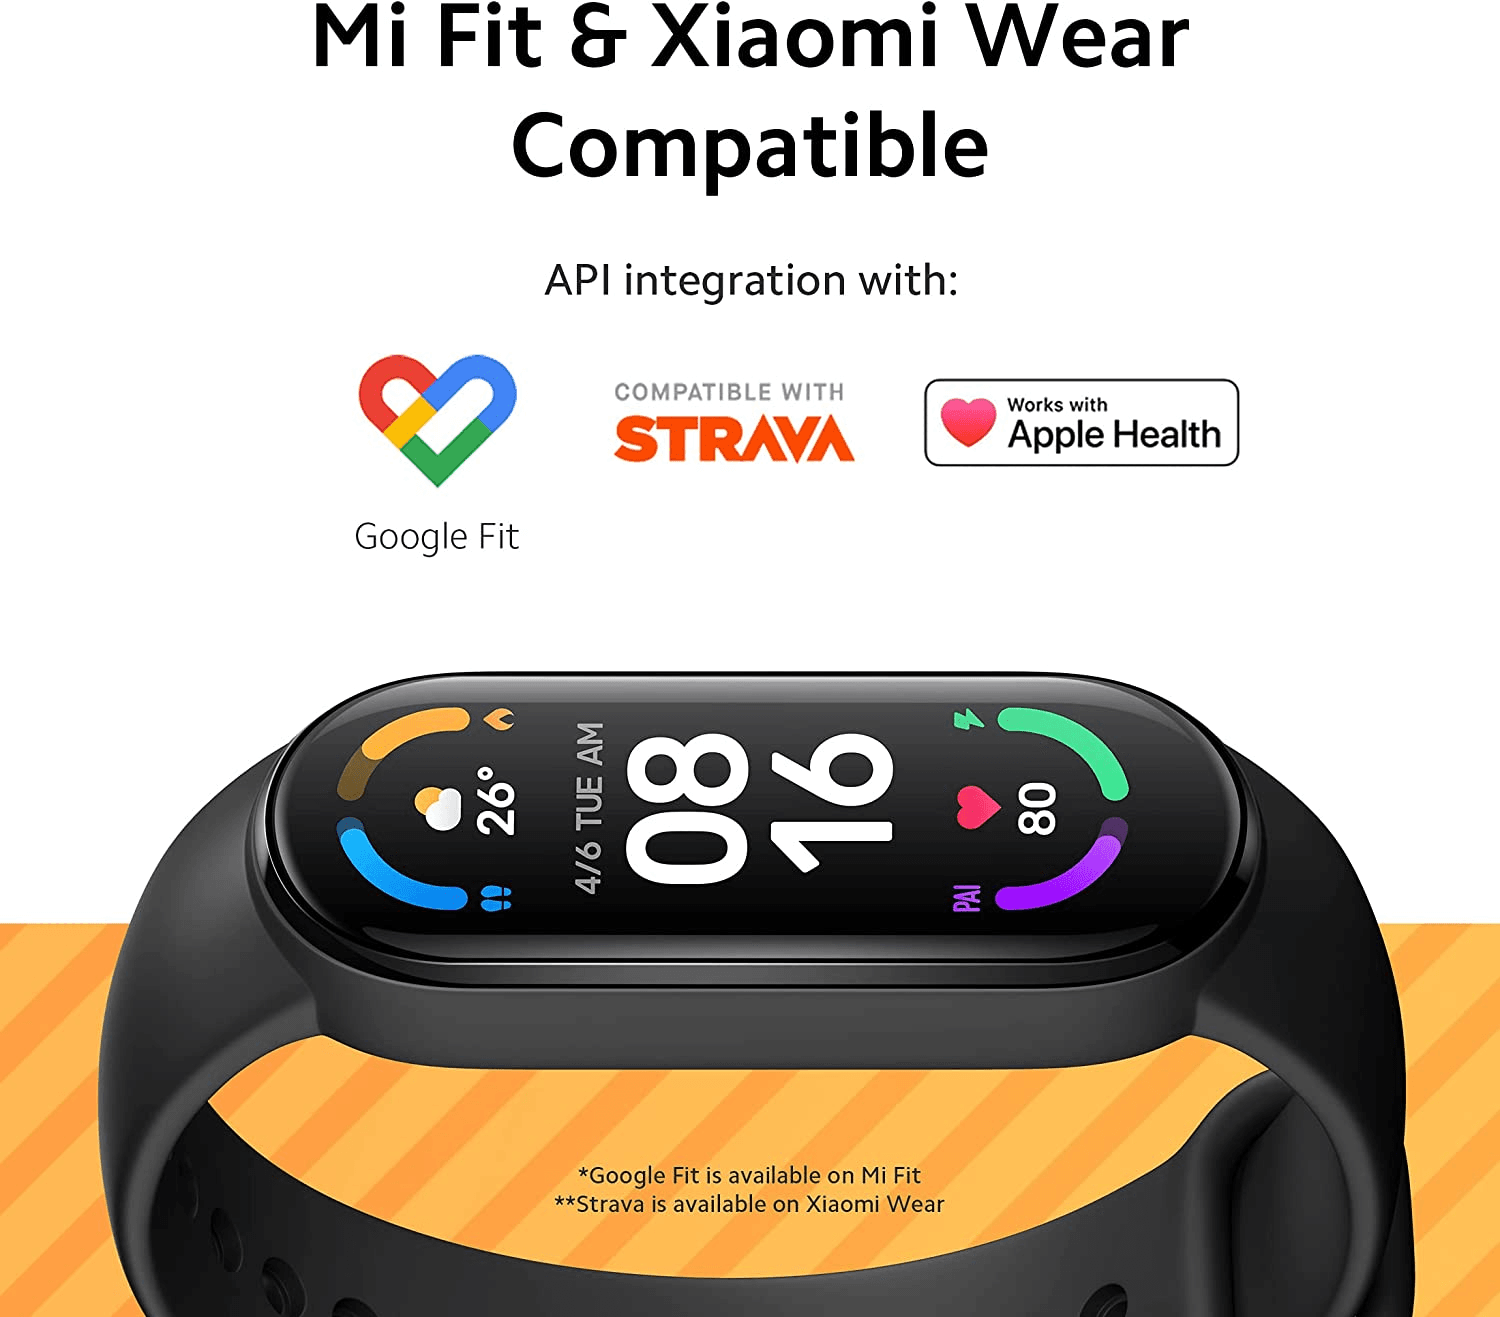 Mi Fit & Xiaomi Wear
Compatible
API integration with:
Google Fit
COMPATIBLE WITH
STRAVA
Works with
Apple Health
26°
4/6 TUE AM
08
16
80
PAI
*Google Fit is available on Mi Fit
**Strava is available on Xiaomi Wear